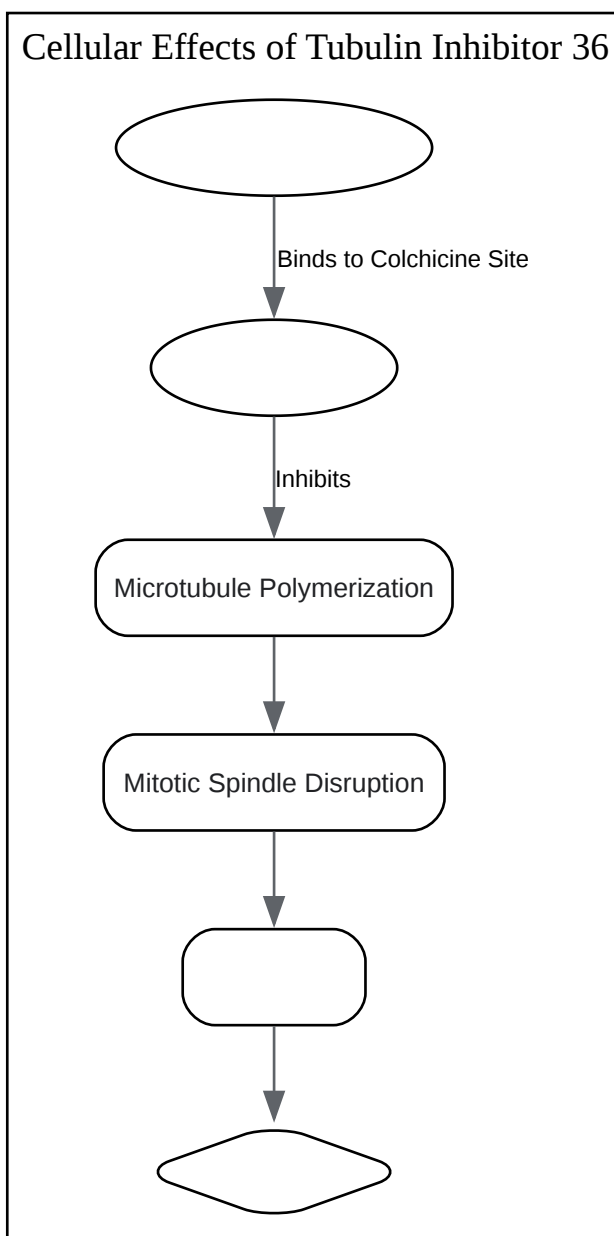 Cellular Effects of Tubulin Inhibitor 36
Binds to Colchicine Site
Inhibits
Microtubule Polymerization
Mitotic Spindle Disruption